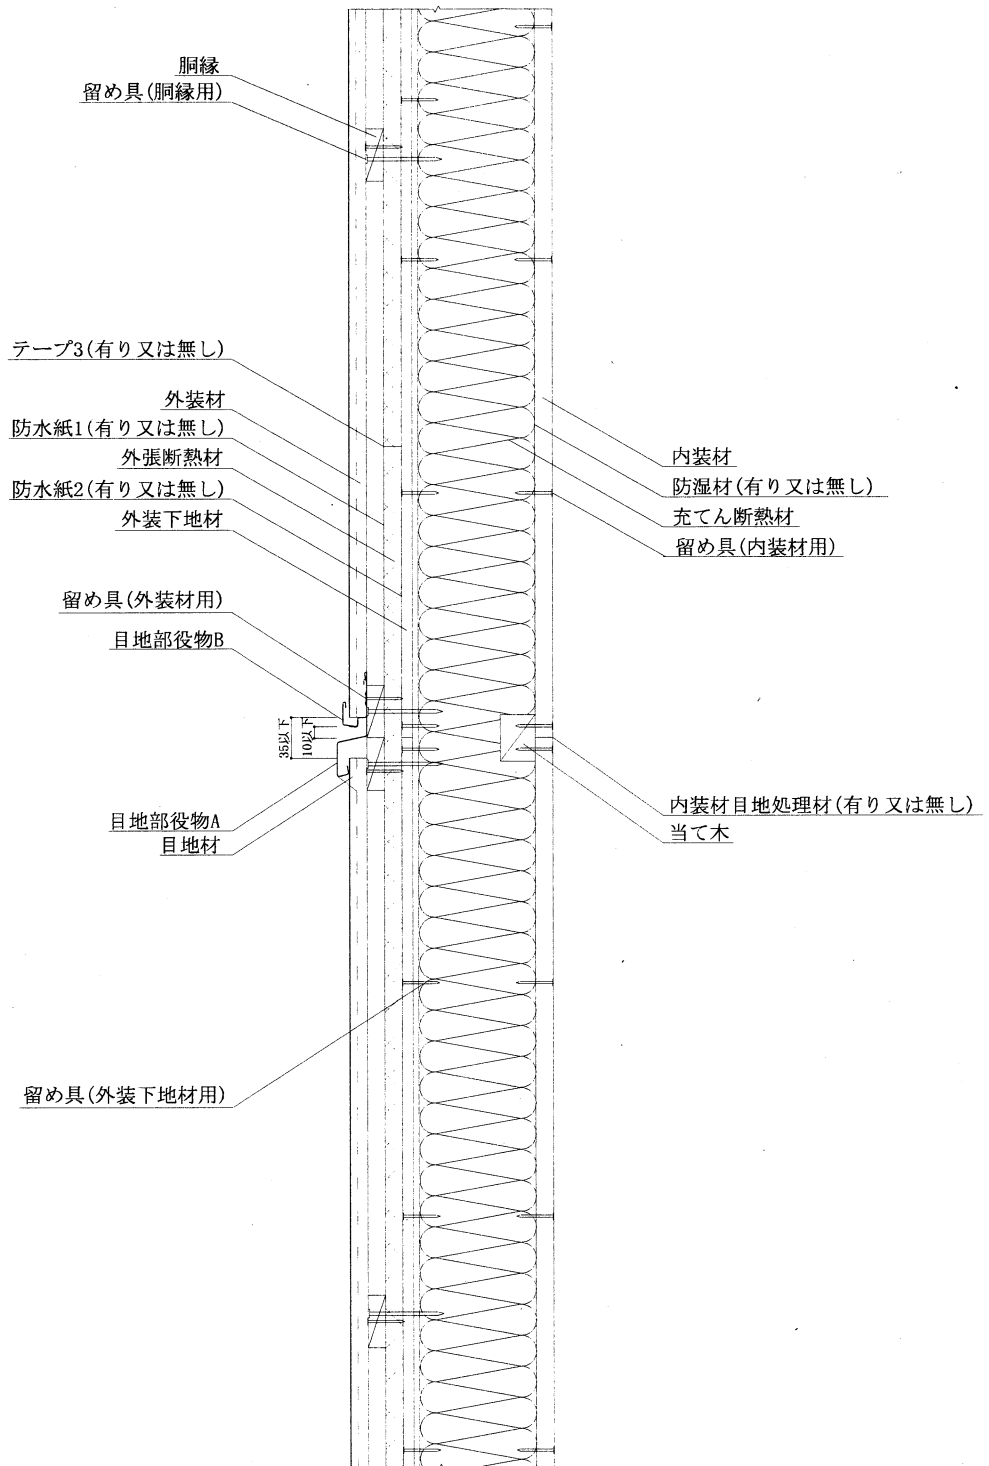 胴縁
留め具(胴縁用)
テープ3(有り又は無し)
外装材
防水紙1(有り又は無し)
外張断熱材
防水紙2(有り又は無し)
外装下地材
留め具(外装材用)
目地部役物B
35以下
10以下
目地部役物A
目地材
留め具(外装下地材用)
内装材
防湿材(有り又は無し)
充てん断熱材
留め具(内装材用)
内装材目地処理材(有り又は無し)
当て木